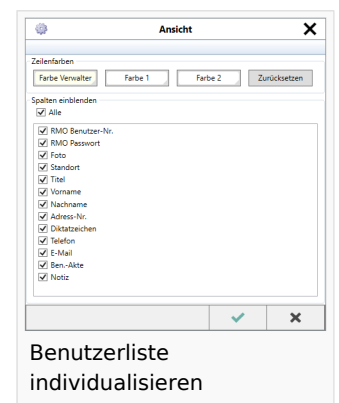 Ansicht
Zeilenfarben
Farbe Verwalter Farbe 1 Farbe 2 Zurücksetzen
Spalten einblenden
Alle
RMO Benutzer-Nr.
RMO Passwort
Foto
Standort
Titel
Vorname
Nachname
Adress-Nr.
Diktatzeichen
Telefon
E-Mail
Ben.-Akte
Notiz
Benutzerliste
individualisieren